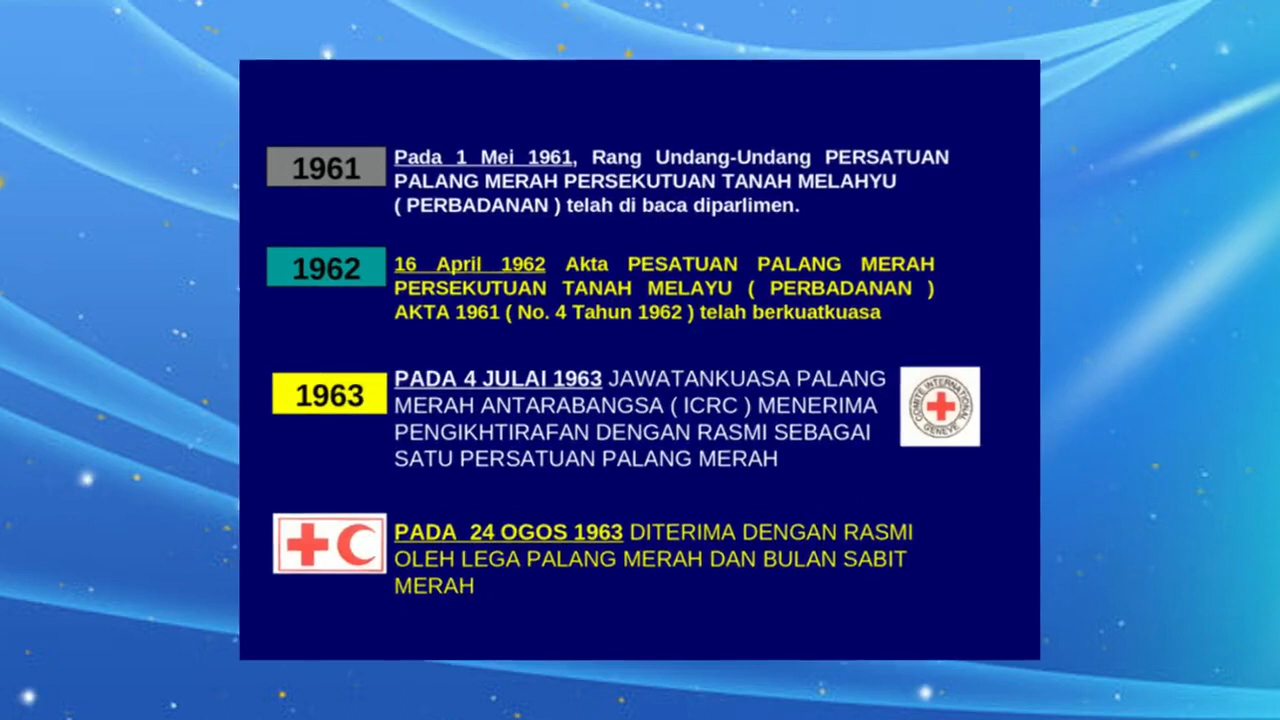 1961
Pada 1 Mei 1961, Rang Undang-Undang PERSATUAN
PALANG MERAH PERSEKUTUAN TANAH MELAHYU
( PERBADANAN ) telah di baca diparlimen.
1962
16 April 1962 Akta PESATUAN PALANG MERAH
PERSEKUTUAN TANAH MELAYU ( PERBADANAN )
AKTA 1961 ( No. 4 Tahun 1962 ) telah berkuatkuasa
1963
PADA 4 JULAI 1963 JAWATANKUASA PALANG
MERAH ANTARABANGSA ( ICRC ) MENERIMA
PENGIKHTIRAFAN DENGAN RASMI SEBAGAI
SATU PERSATUAN PALANG MERAH
COMITE INTERNATIONAL
GENEVE
PADA 24 OGOS 1963 DITERIMA DENGAN RASMI
OLEH LEGA PALANG MERAH DAN BULAN SABIT
MERAH